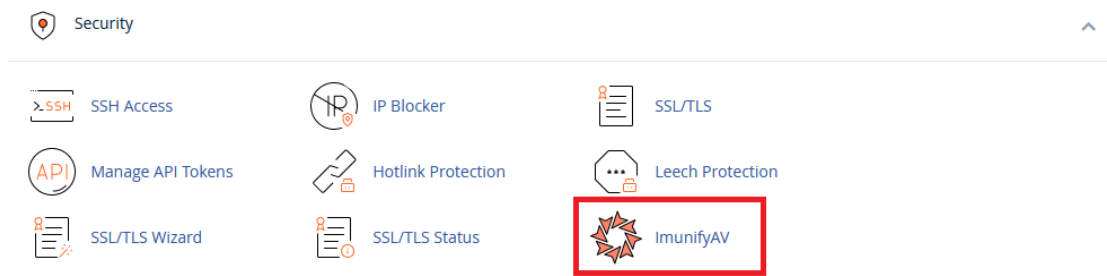 Security
SSH SSH Access
IP IP Blocker
SSL/TLS
API Manage API Tokens
Hotlink Protection
Leech Protection
SSL/TLS Wizard
SSL/TLS Status
ImunifyAV